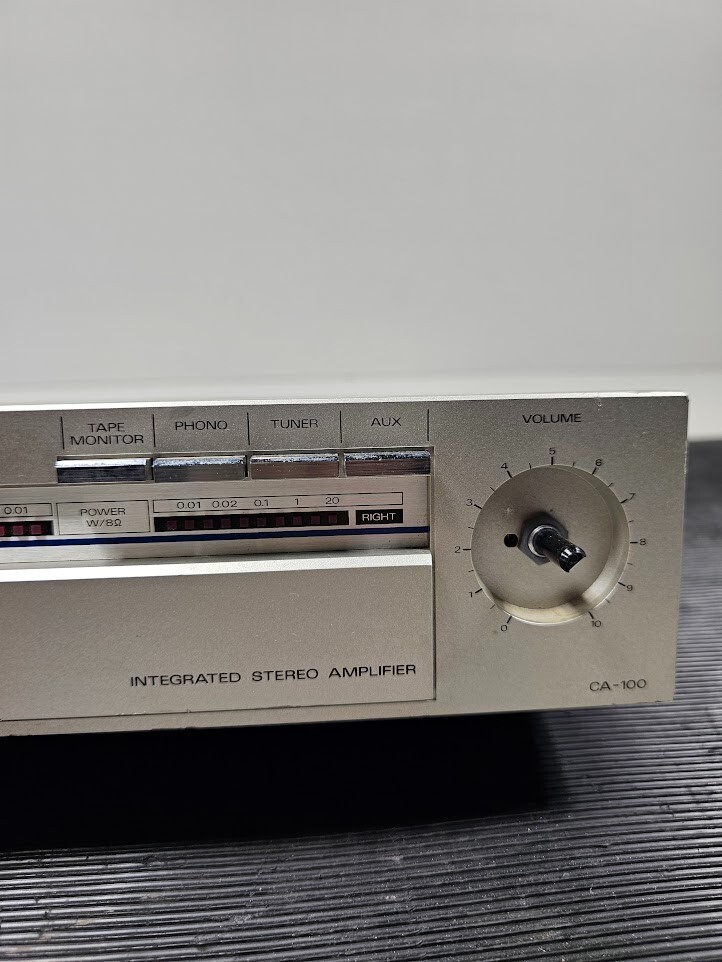 TAPE
MONITOR
PHONO
TUNER
AUX
VOLUME
0.01
POWER
W/8Ω
0.01 0.02 0.1 1 20
RIGHT
0 1 2 3 4 5 6 7 8 9 10
INTEGRATED STEREO AMPLIFIER
CA-100